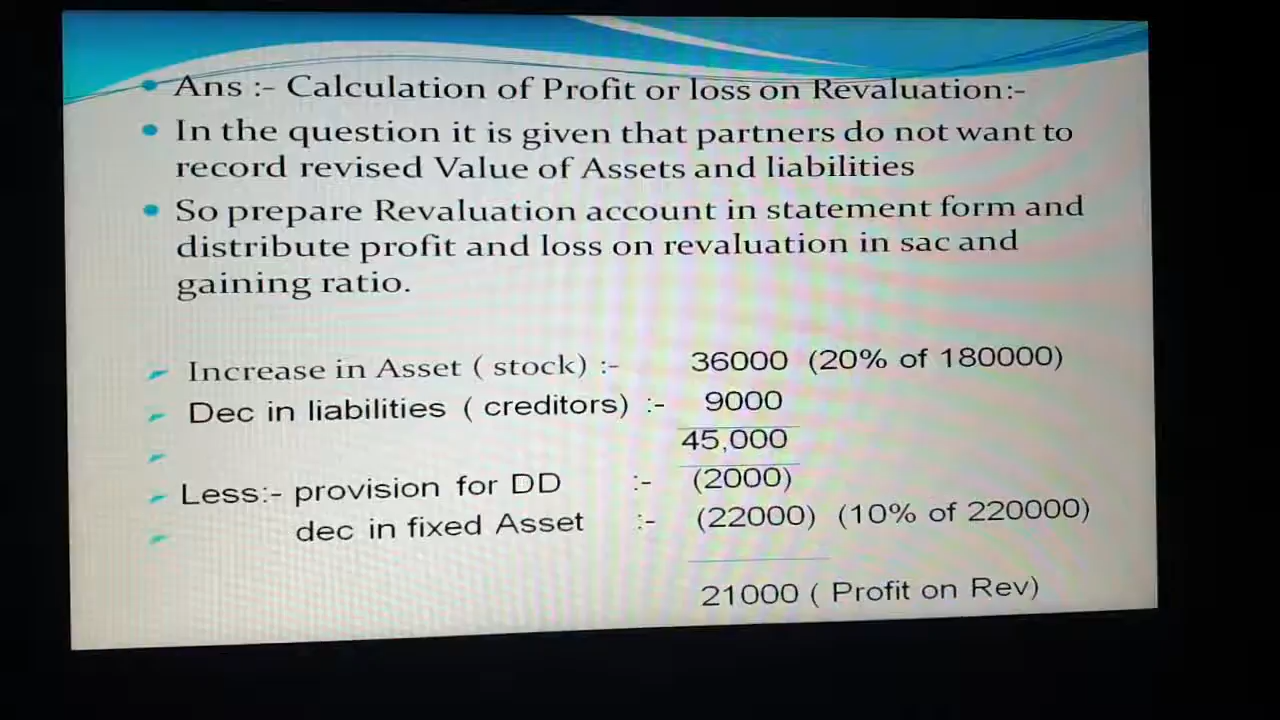 Ans :- Calculation of Profit or loss on Revaluation:-
In the question it is given that partners do not want to
record revised Value of Assets and liabilities
So prepare Revaluation account in statement form and
distribute profit and loss on revaluation in sac and
gaining ratio.
Increase in Asset ( stock) :- 36000 (20% of 180000)
Dec in liabilities ( creditors) :- 9000
45,000
Less:- provision for DD :- (2000)
dec in fixed Asset :- (22000) (10% of 220000)
21000 ( Profit on Rev)